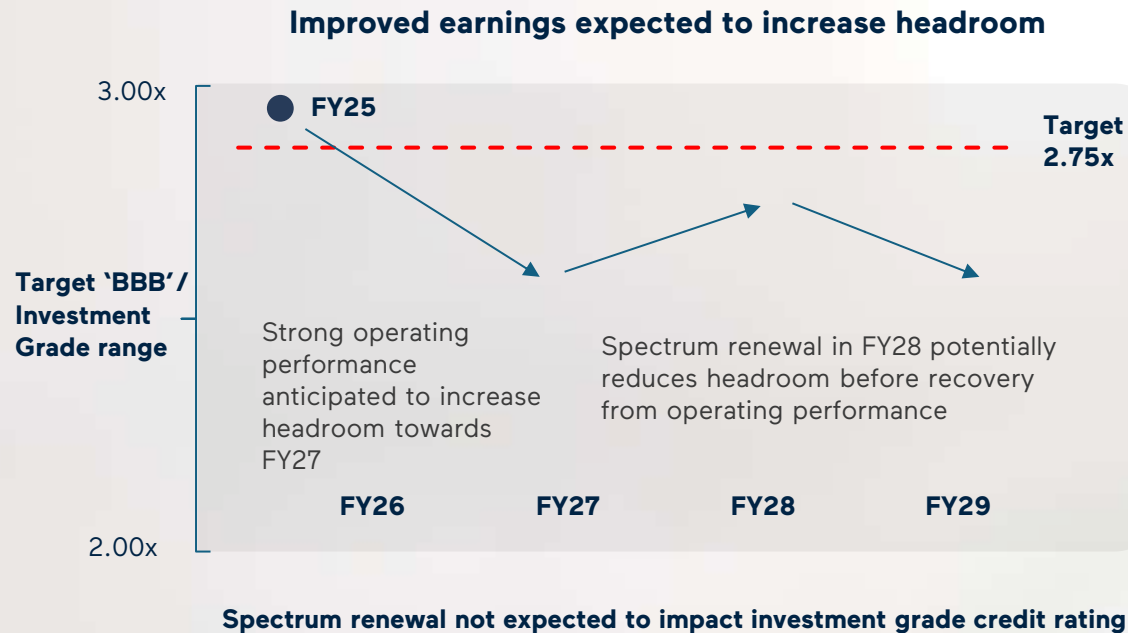 Improved earnings expected to increase headroom
3.00x
FY25
Target
2.75x
Target ‘BBB’/
Investment
Grade range
Strong operating
performance
anticipated to increase
headroom towards
FY27
Spectrum renewal in FY28 potentially
reduces headroom before recovery
from operating performance
FY26
FY27
FY28
FY29
2.00x
Spectrum renewal not expected to impact investment grade credit rating